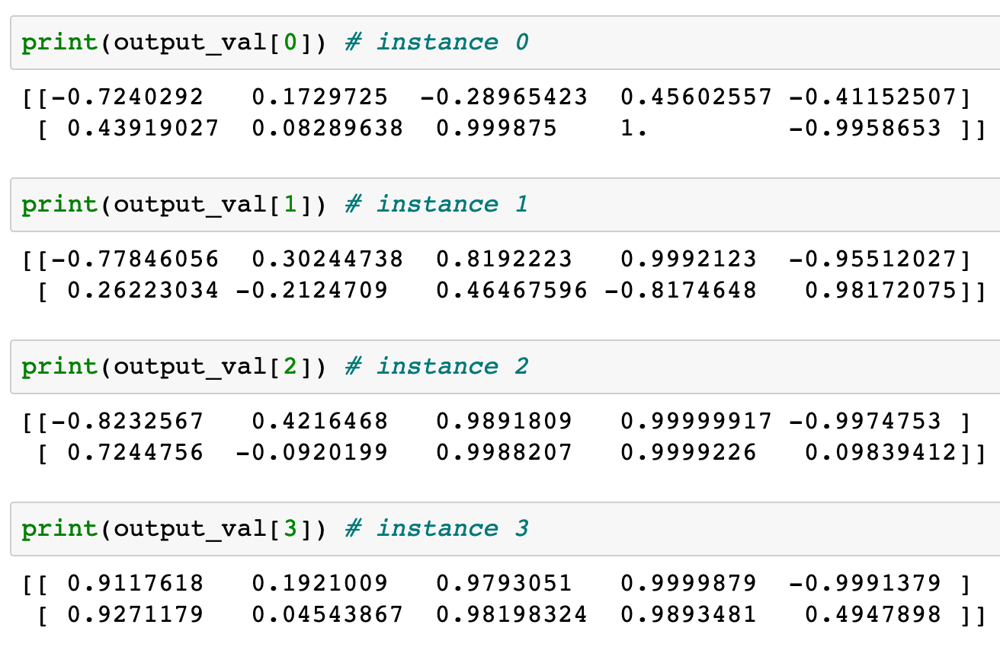 print(output_val[0]) # instance 0
[[-0.7240292   0.1729725  -0.28965423  0.45602557 -0.41152507]
 [ 0.43919027  0.08289638  0.999875    1.         -0.9958653 ]]
print(output_val[1]) # instance 1
[[-0.77846056  0.30244738  0.8192223   0.9992123  -0.95512027]
 [ 0.26223034 -0.2124709   0.46467596 -0.8174648   0.98172075]]
print(output_val[2]) # instance 2
[[-0.8232567   0.4216468   0.9891809   0.99999917 -0.9974753 ]
 [ 0.7244756  -0.0920199   0.9988207   0.9999226   0.09839412]]
print(output_val[3]) # instance 3
[[ 0.9117618   0.1921009   0.9793051   0.9999879  -0.9991379 ]
 [ 0.9271179   0.04543867  0.98198324  0.9893481   0.4947898 ]]